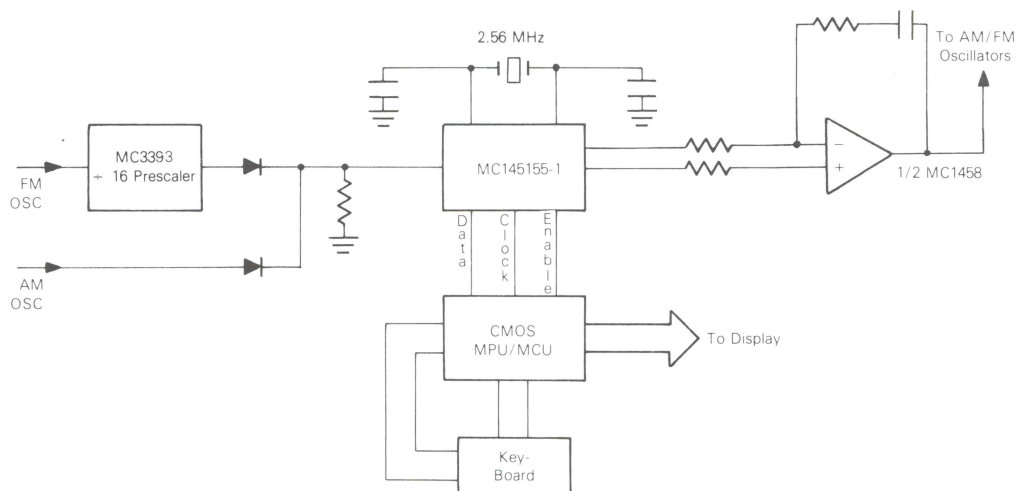 2.56 MHz
To AM/FM
Oscillators
MC3393
÷ 16 Prescaler
FM
OSC
MC145155-1
-
+
1/2 MC1458
AM
OSC
Data
Clock
Enable
CMOS
MPU/MCU
To Display
Key-
Board